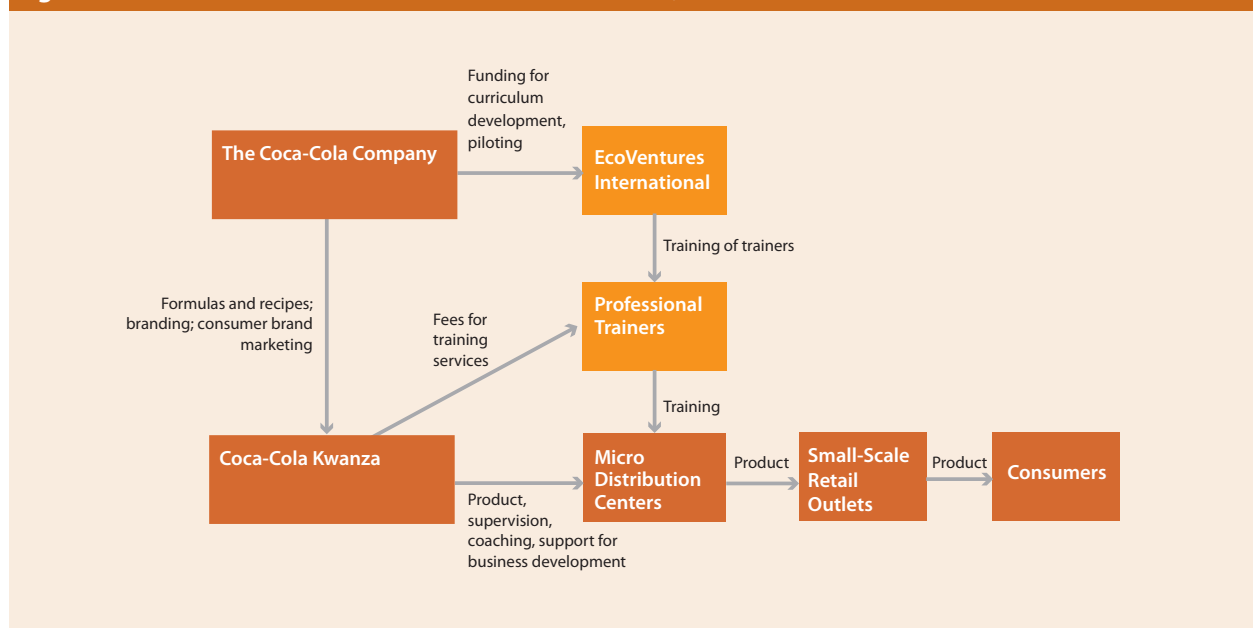 Funding for
curriculum
development,
piloting
The Coca-Cola Company
EcoVentures
International
Training of trainers
Formulas and recipes;
branding; consumer brand
marketing
Fees for
training
services
Professional
Trainers
Training
Coca-Cola Kwanza
Product,
supervision,
coaching, support for
business development
Micro
Distribution
Centers
Product
Small-Scale
Retail
Outlets
Product
Consumers